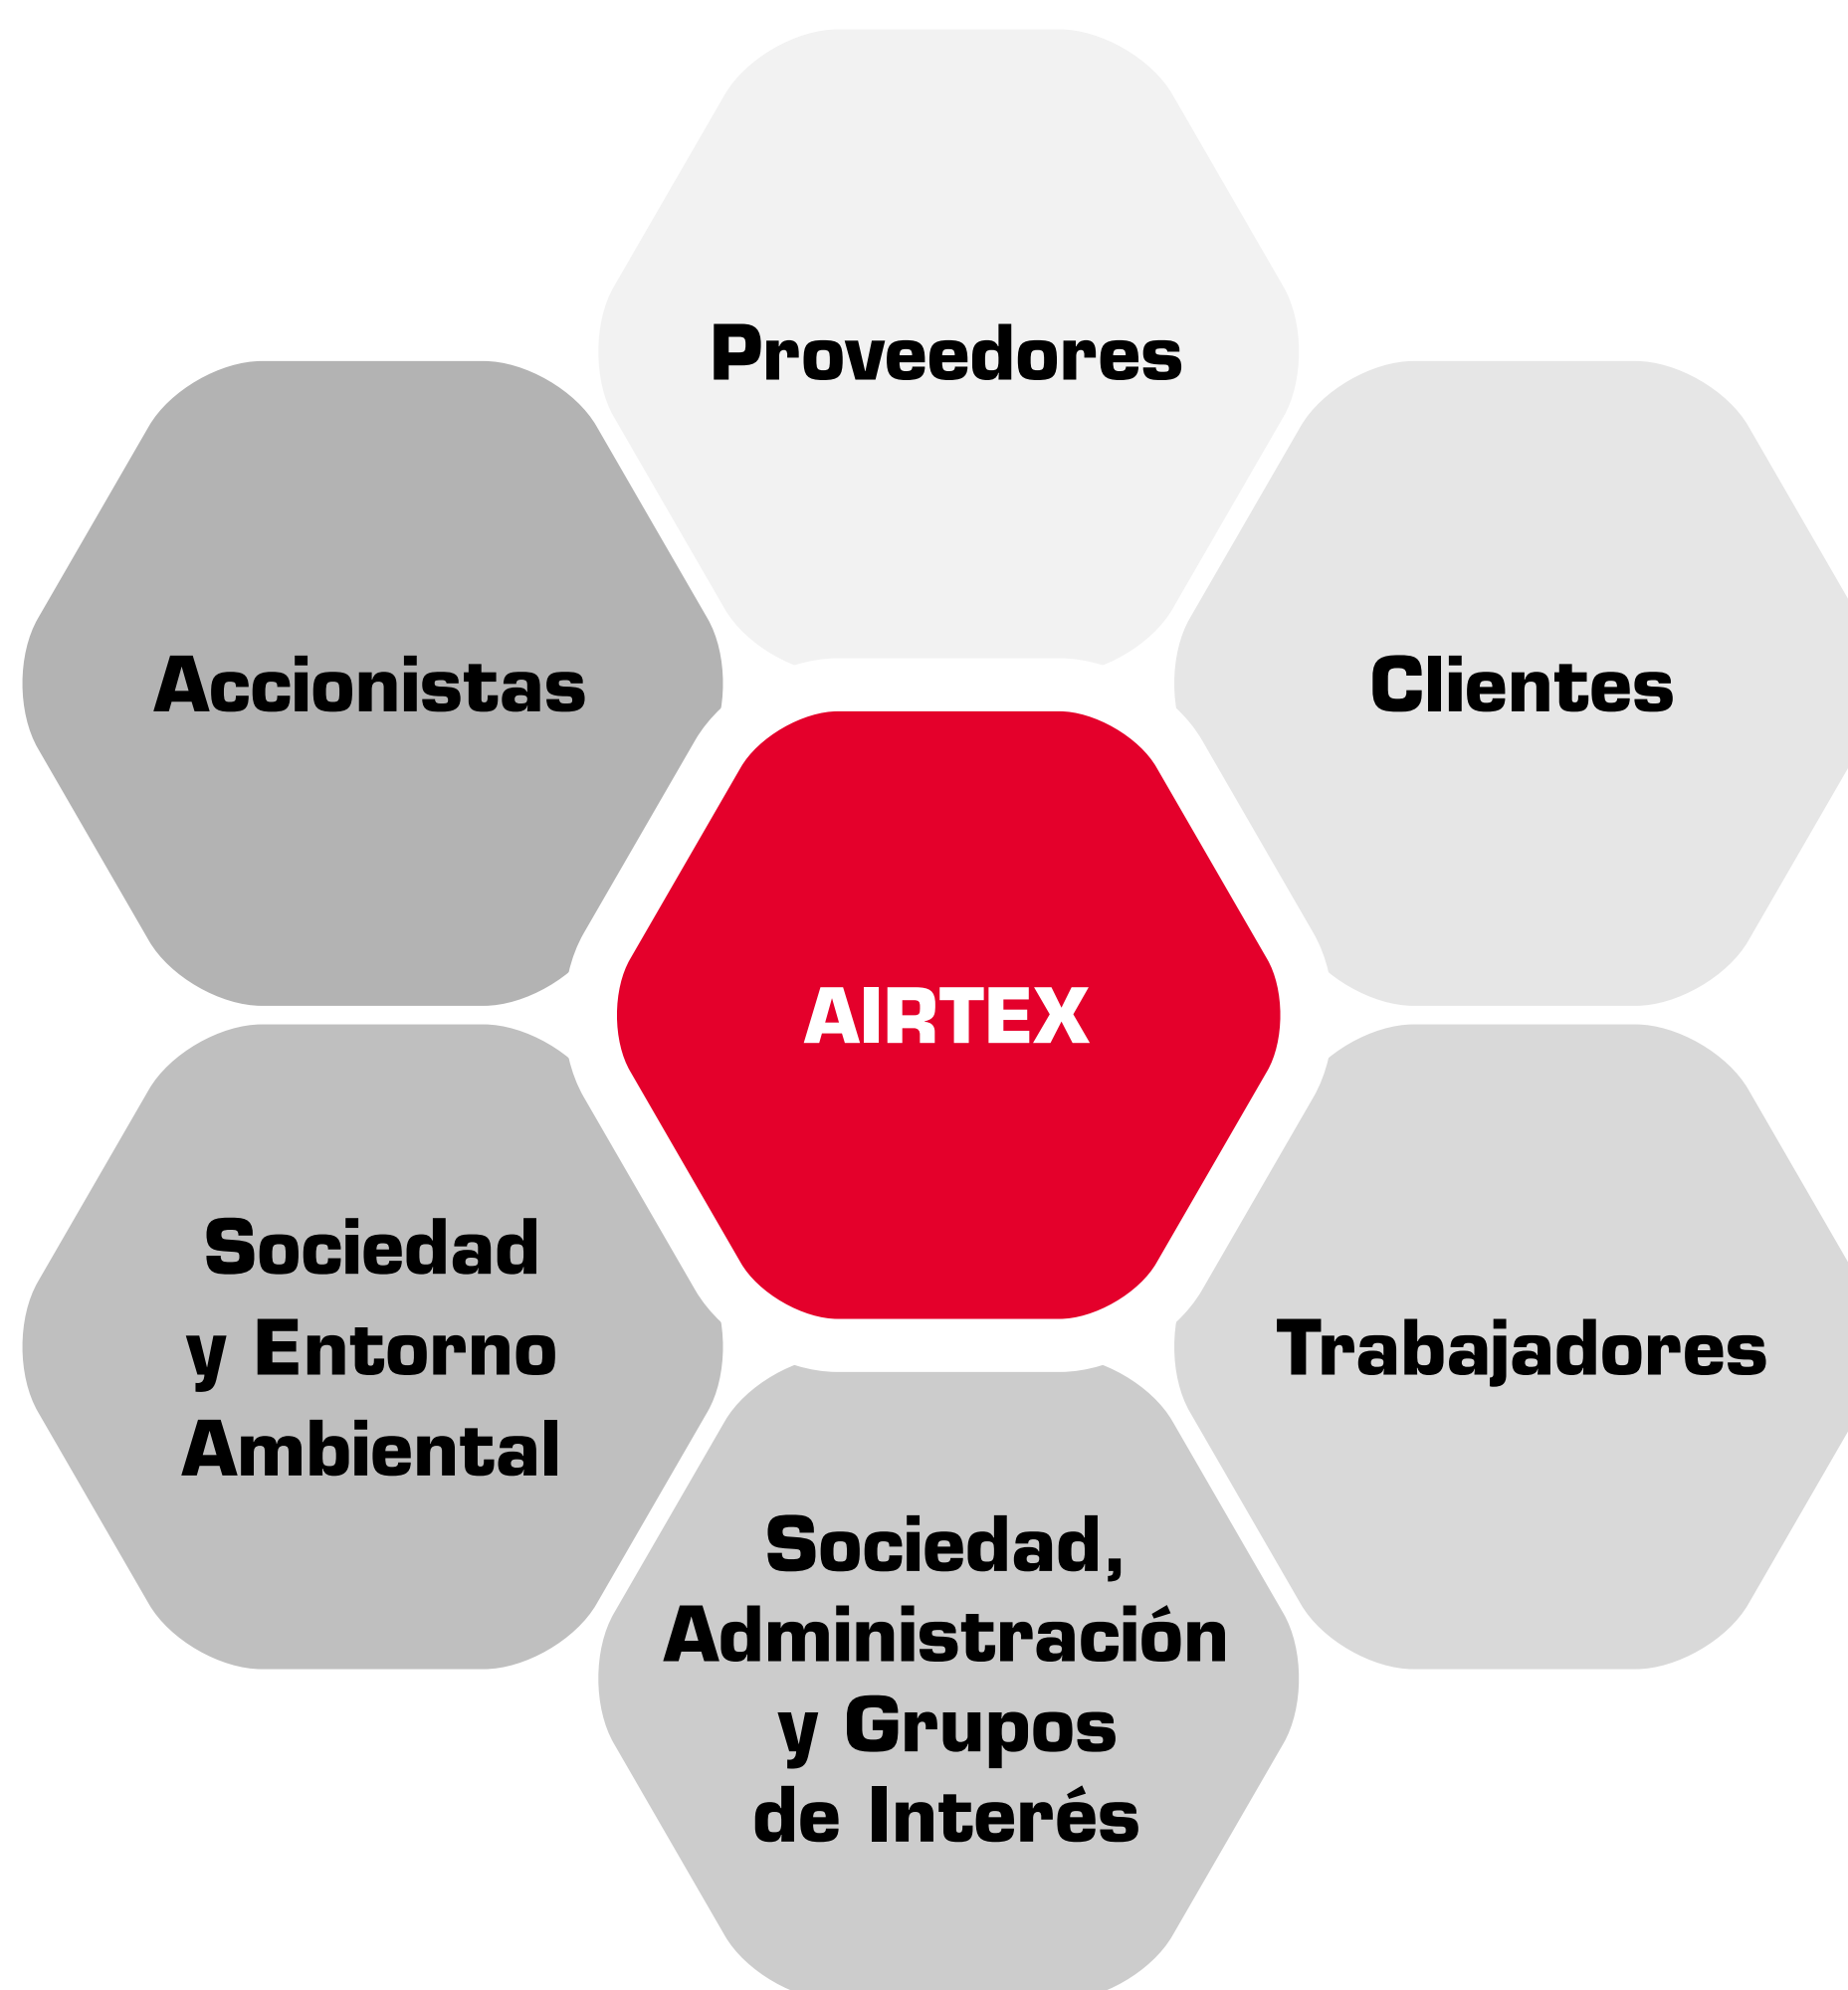 Proveedores
Accionistas
Clientes
AIRTEX
Sociedad
y Entorno
Ambiental
Trabajadores
Sociedad,
Administración
y Grupos
de Interés